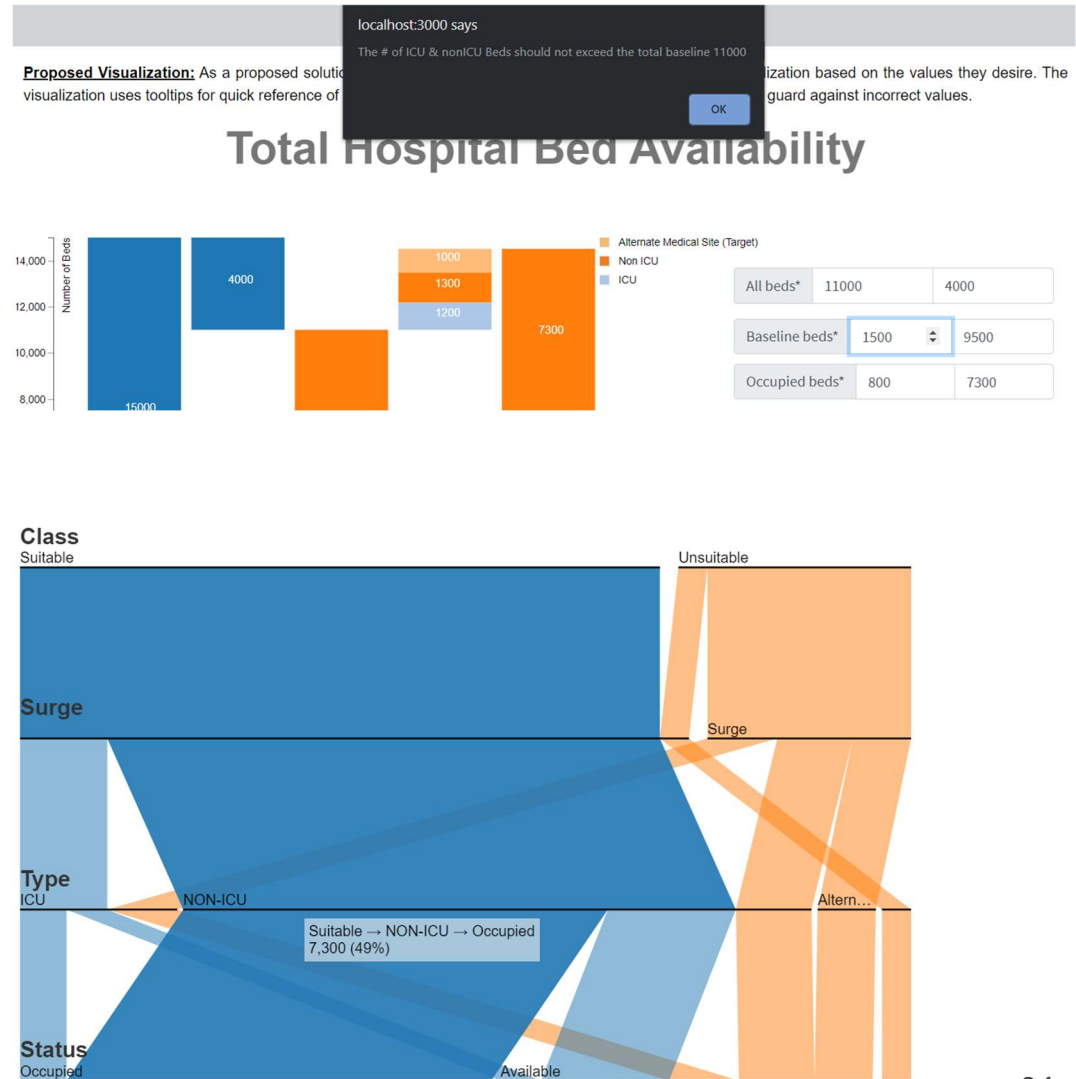 localhost:3000 says
The # of ICU & nonICU Beds should not exceed the total baseline 11000
OK
Proposed Visualization: As a proposed solutio
lization based on the values they desire. The
visualization uses tooltips for quick reference of
guard against incorrect values.
Total Hospital Bed Availability
Number of Beds
14,000
12,000
10,000
8,000
15000
4000
1000
1300
1200
7300
Alternate Medical Site (Target)
Non ICU
ICU
All beds* 11000 4000
Baseline beds* 1500 9500
Occupied beds* 800 7300
Class
Suitable Unsuitable
Surge
Surge
Type
ICU NON-ICU Altern…
Suitable → NON-ICU → Occupied
7,300 (49%)
Status
Occupied Available